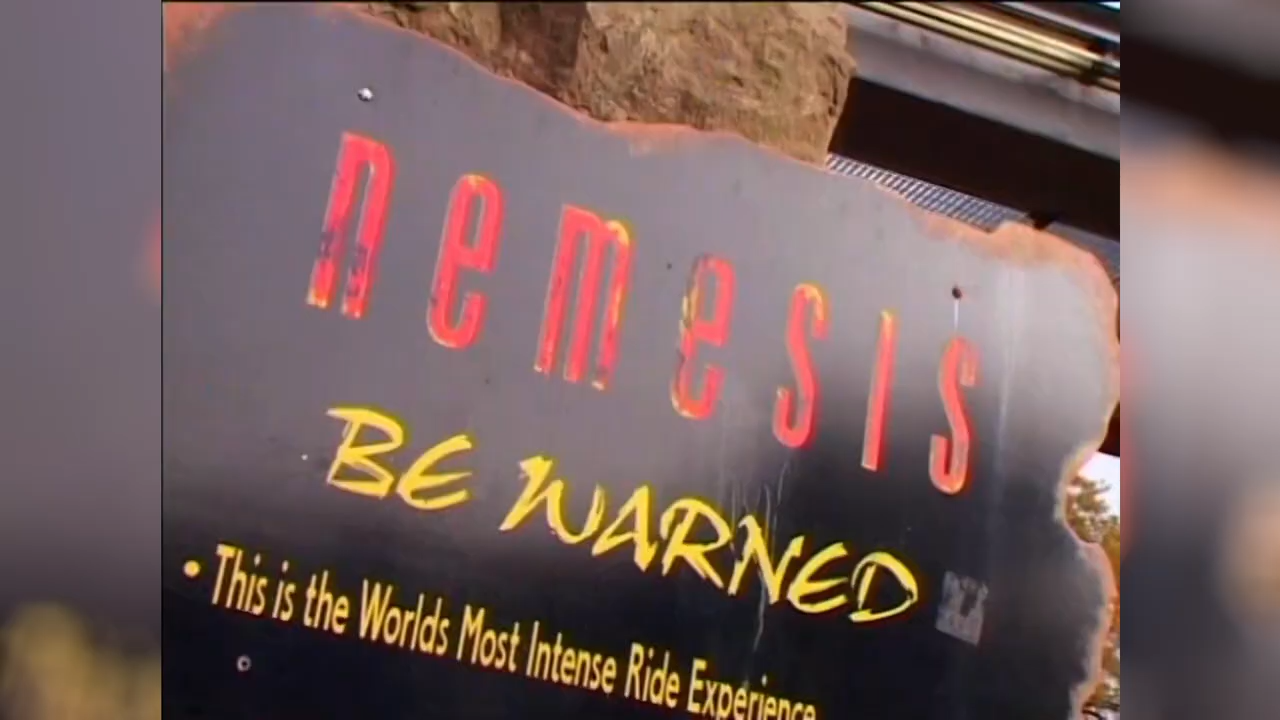 nemesis
BE WARNED
• This is the Worlds Most Intense Ride Experience